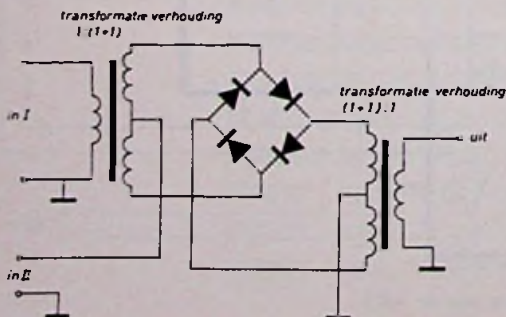 transformatie verhouding
1:(1+1)
transformatie verhouding
(1+1):1
in I
uit
in II